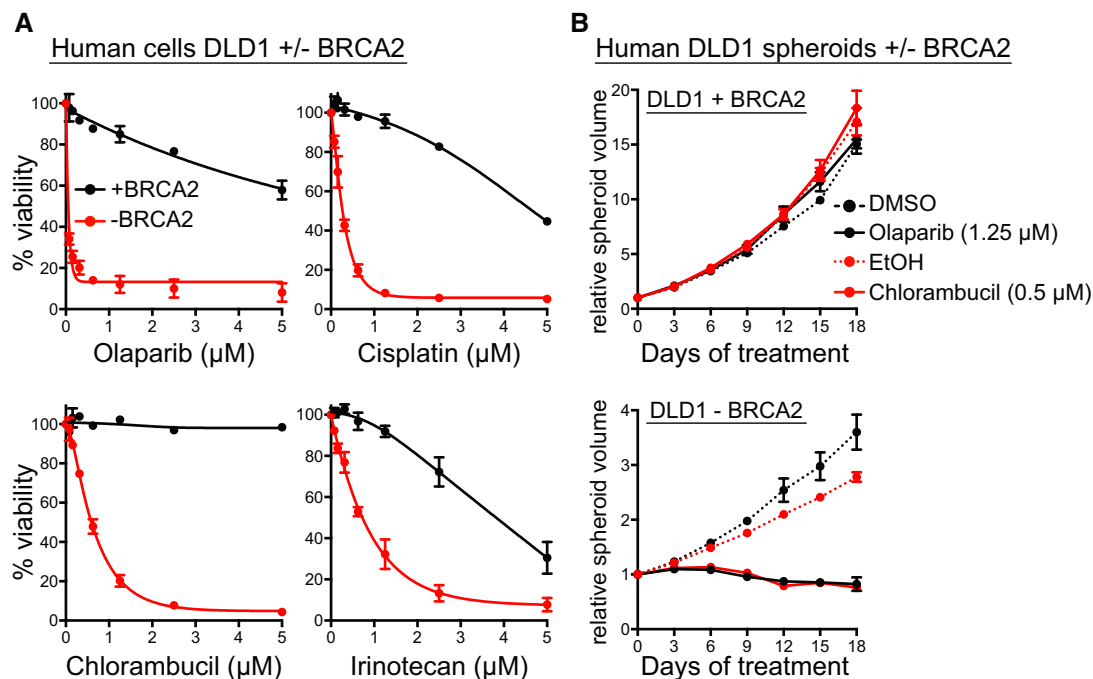 A
Human cells DLD1 +/- BRCA2
% viability
100
80
60
40
20
0
+BRCA2
-BRCA2
0 1 2 3 4 5
Olaparib (µM)
100
80
60
40
20
0
0 1 2 3 4 5
Cisplatin (µM)
% viability
100
80
60
40
20
0
0 1 2 3 4 5
Chlorambucil (µM)
100
80
100
60
40
20
0
0 1 2 3 4 5
Irinotecan (µM)
B
Human DLD1 spheroids +/- BRCA2
relative spheroid volume
20
15
10
5
0
DLD1 + BRCA2
DMSO
Olaparib (1.25 µM)
EtOH
Chlorambucil (0.5 µM)
0 3 6 9 12 15 18
Days of treatment
relative spheroid volume
4
3
2
1
0
DLD1 - BRCA2
0 3 6 9 12 15 18
Days of treatment